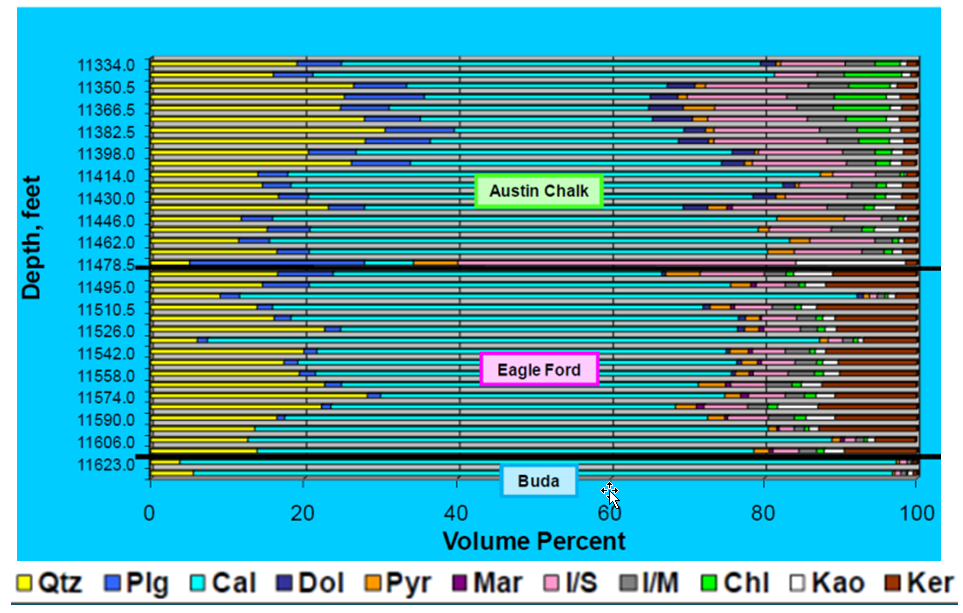 Depth, feet
11334.0
11350.5
11366.5
11382.5
11398.0
11414.0
11430.0
11446.0
11462.0
11478.5
11495.0
11510.5
11526.0
11542.0
11558.0
11574.0
11590.0
11606.0
11623.0
Austin Chalk
Eagle Ford
Buda
0 20 40 60 80 100
Volume Percent
Qtz Plg Cal Dol Pyr Mar I/S I/M Chl Kao Ker